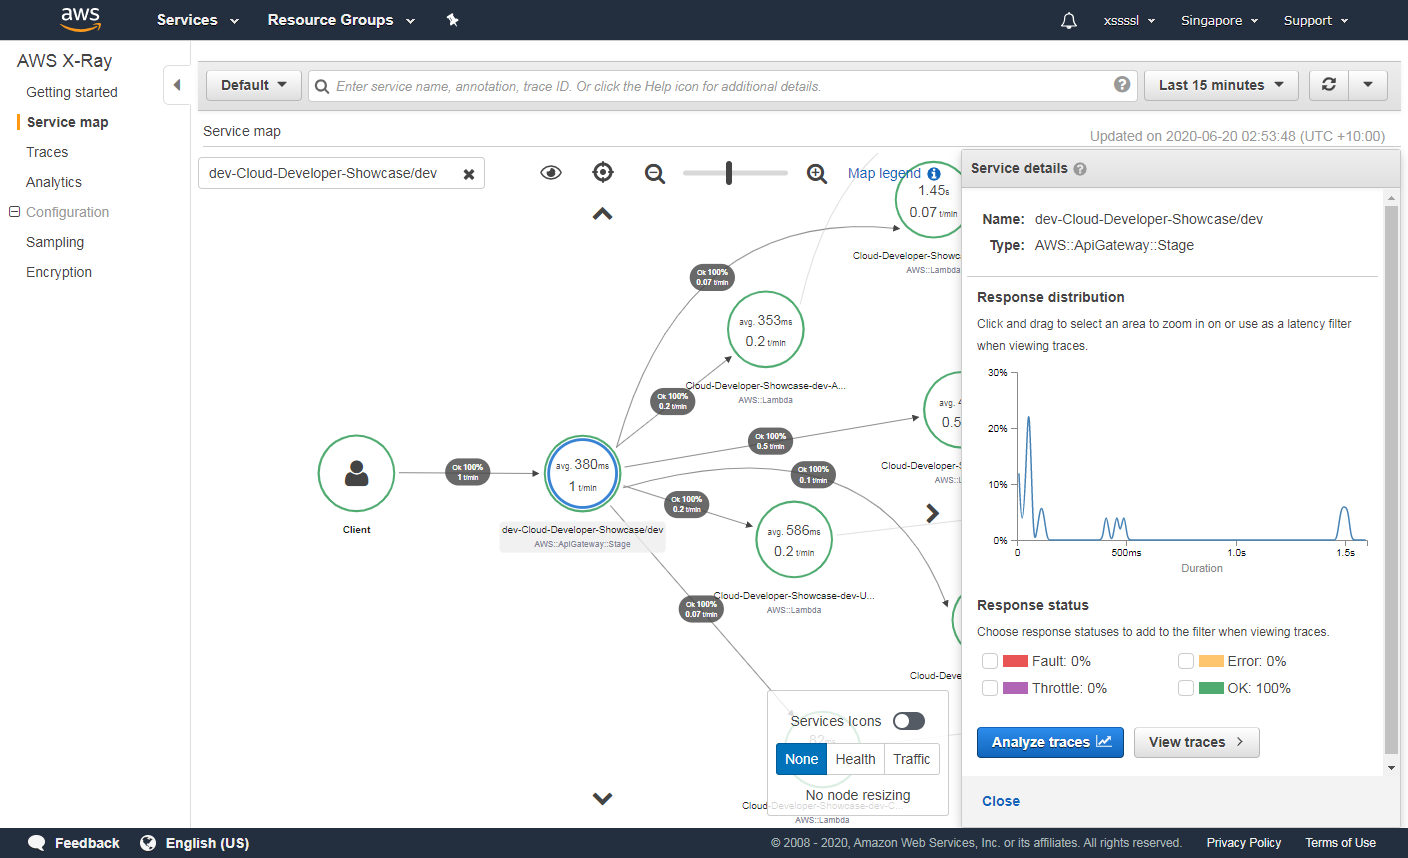 aws
Services
Resource Groups
xssssl
Singapore
Support
AWS X-Ray
Getting started
Service map
Traces
Analytics
Configuration
Sampling
Encryption
Default
Enter service name, annotation, trace ID. Or click the Help icon for additional details.
Last 15 minutes
Service map
Updated on 2020-06-20 02:53:48 (UTC +10:00)
dev-Cloud-Developer-Showcase/dev
Map legend
1.45s
0.07 t/min
Cloud-Developer-Showc
AWS::Lambda
Ok 100%
0.07 t/min
avg. 353ms
0.2 t/min
Cloud-Developer-Showcase-dev-A...
AWS::Lambda
Ok 100%
0.2 t/min
avg. 4
0.5
Cloud-Developer-S
AWS::L
Ok 100%
0.5 t/min
Ok 100%
0.1 t/min
Client
Ok 100%
1 t/min
avg. 380ms
1 t/min
dev-Cloud-Developer-Showcase/dev
AWS::ApiGateway::Stage
Ok 100%
0.2 t/min
avg. 586ms
0.2 t/min
Cloud-Developer-Showcase-dev-U...
AWS::Lambda
Ok 100%
0.07 t/min
Cloud-Deve
82ms
Cloud-Developer-Showcase-dev-C...
AWS::Lambda
Services Icons
None
Health
Traffic
No node resizing
Service details
Name: dev-Cloud-Developer-Showcase/dev
Type: AWS::ApiGateway::Stage
Response distribution
Click and drag to select an area to zoom in on or use as a latency filter
when viewing traces.
30%
20%
10%
0%
0
500ms
1.0s
1.5s
Duration
Response status
Choose response statuses to add to the filter when viewing traces.
Fault: 0%
Error: 0%
Throttle: 0%
OK: 100%
Analyze traces
View traces
Close
Feedback
English (US)
© 2008 - 2020, Amazon Web Services, Inc. or its affiliates. All rights reserved.
Privacy Policy
Terms of Use